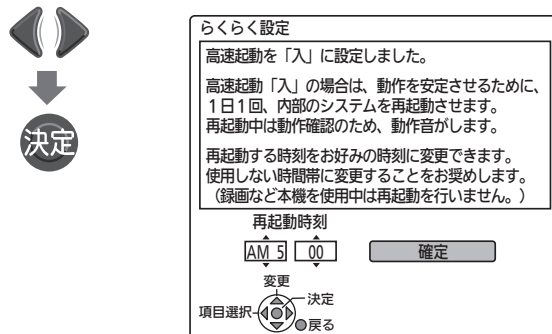 決定
らくらく設定
高速起動を「入」に設定しました。
高速起動「入」の場合は、動作を安定させるために、
1日1回、内部のシステムを再起動させます。
再起動中は動作確認のため、動作音がします。
再起動する時刻をお好みの時刻に変更できます。
使用しない時間帯に変更することをお奨めします。
（録画など本機を使用中は再起動を行いません。）
再起動時刻
AM 5 00 確定
変更
項目選択 決定
戻る